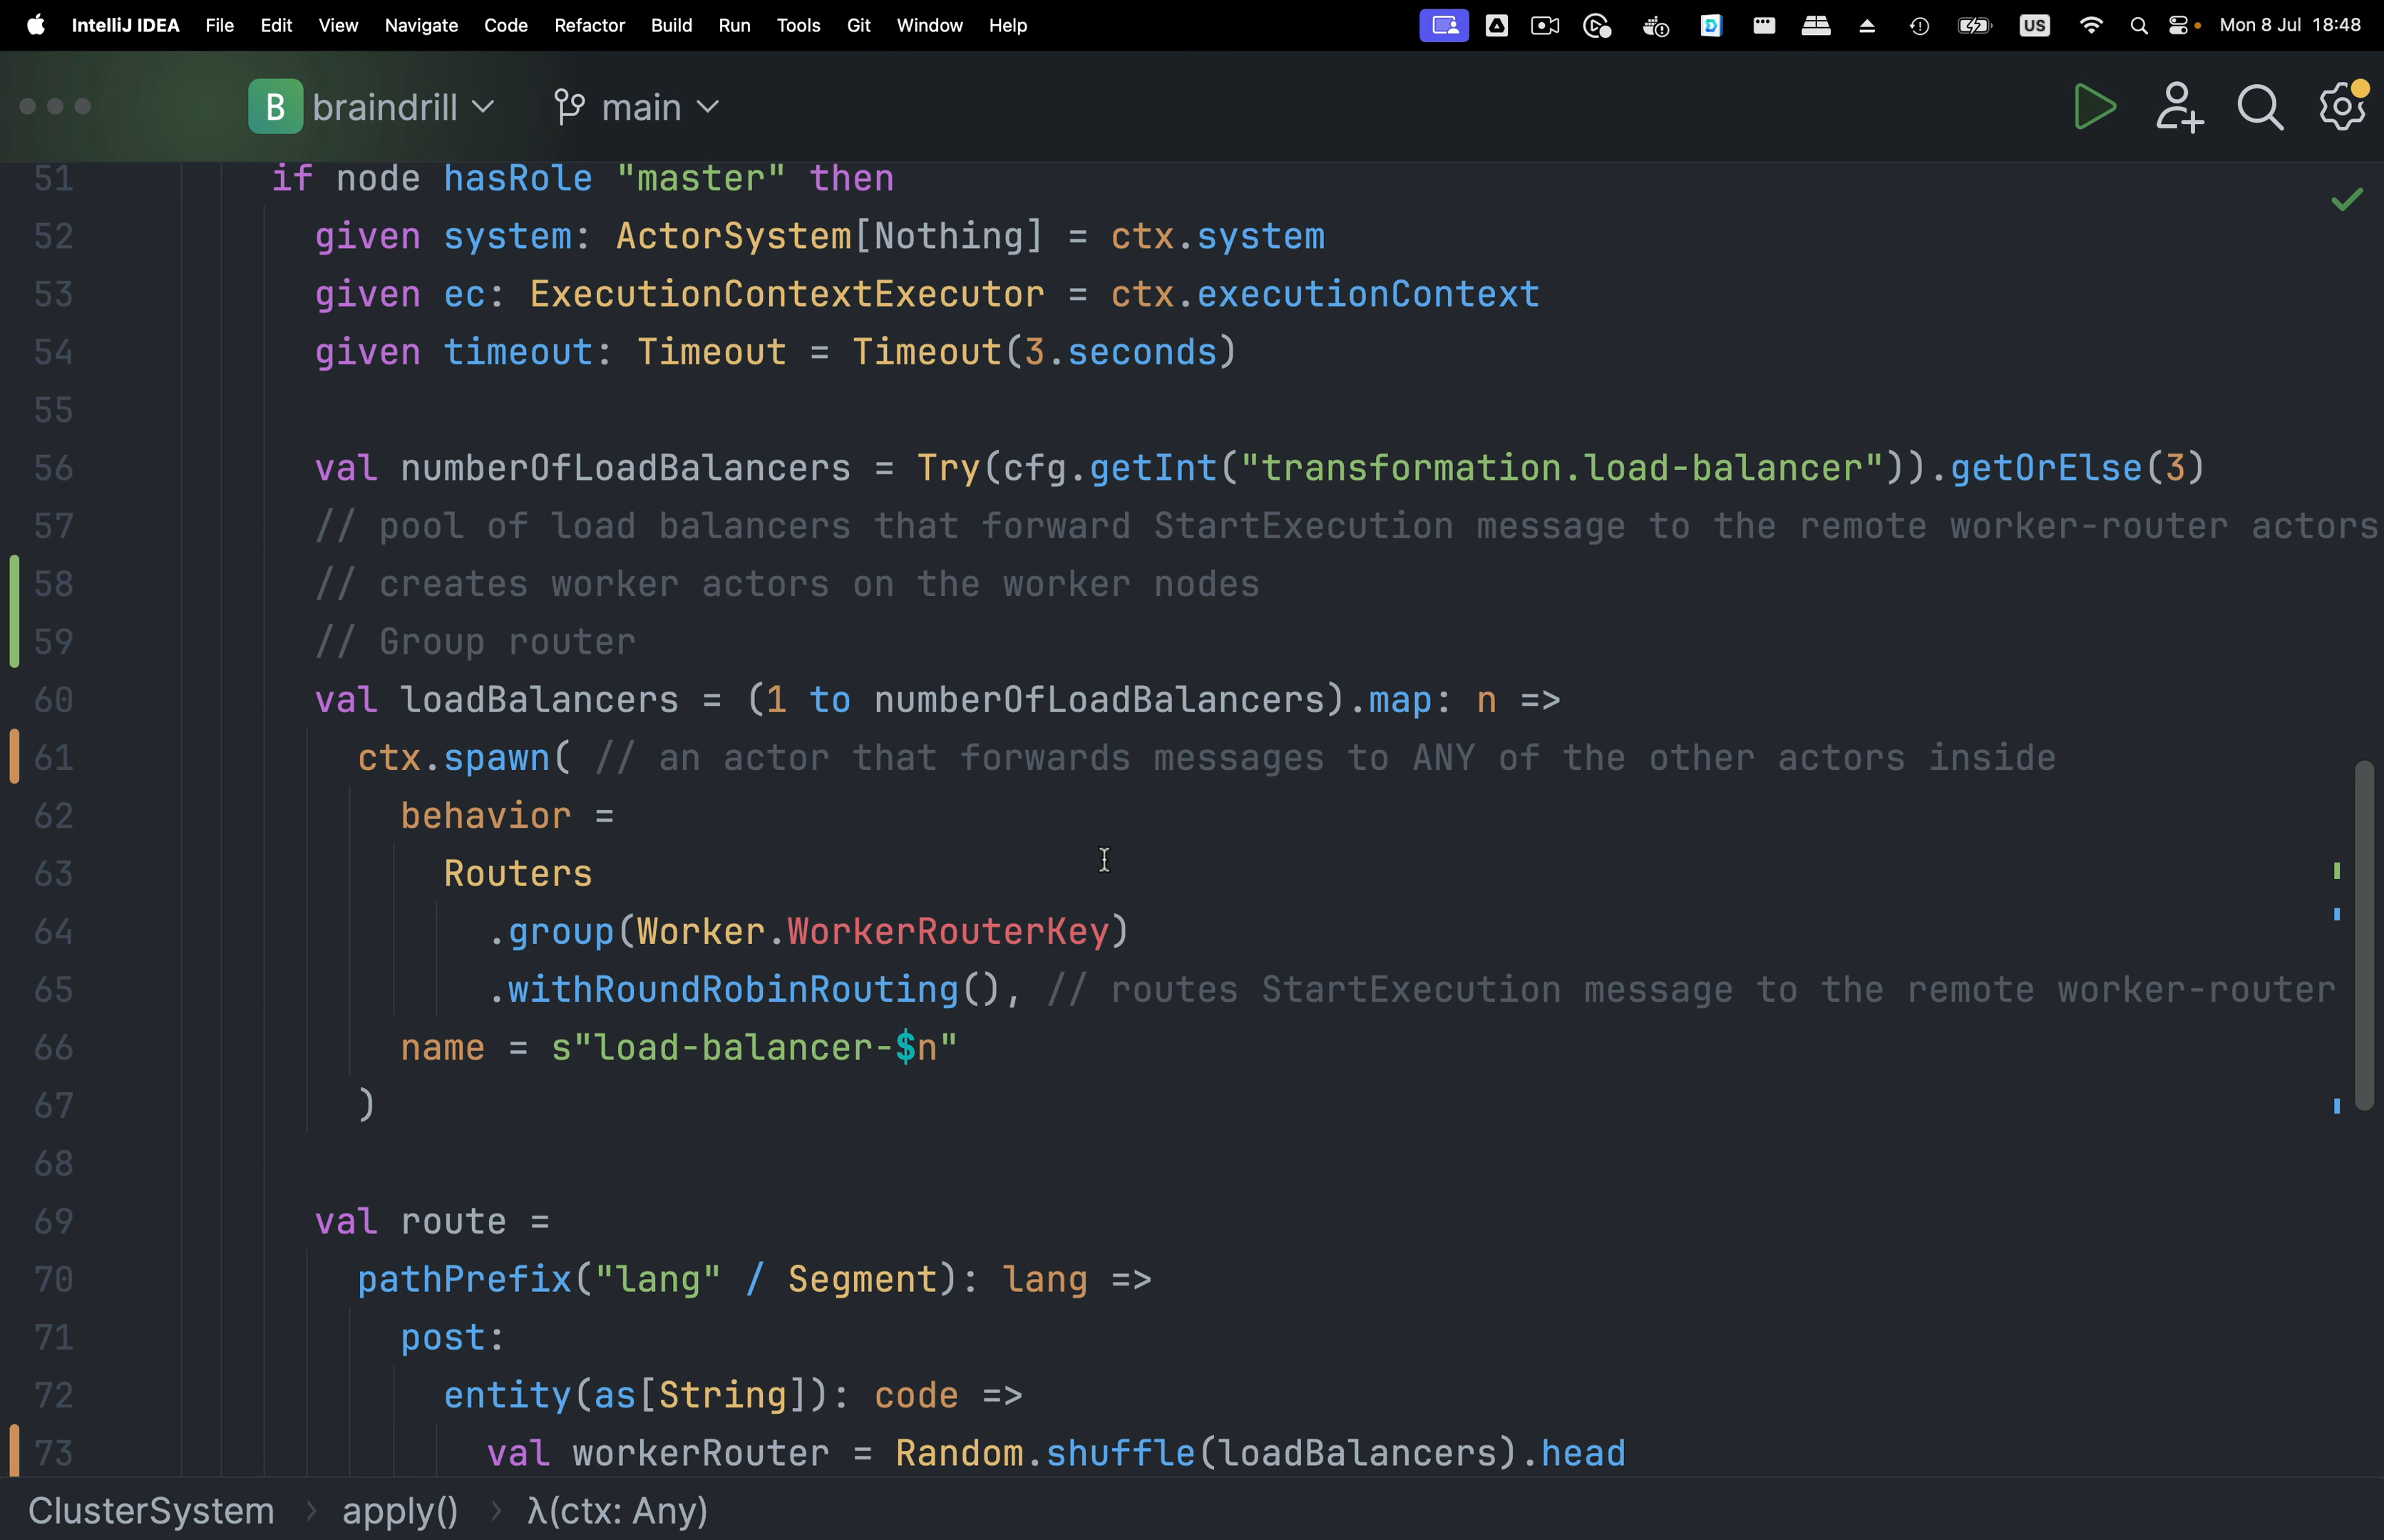 IntelliJ IDEA File Edit View Navigate Code Refactor Build Run Tools Git Window Help US Mon 8 Jul 18:48
B braindrill main
51 if node hasRole "master" then
52 given system: ActorSystem[Nothing] = ctx.system
53 given ec: ExecutionContextExecutor = ctx.executionContext
54 given timeout: Timeout = Timeout(3.seconds)
55
56 val numberOfLoadBalancers = Try(cfg.getInt("transformation.load-balancer")).getOrElse(3)
57 // pool of load balancers that forward StartExecution message to the remote worker-router actors
58 // creates worker actors on the worker nodes
59 // Group router
60 val loadBalancers = (1 to numberOfLoadBalancers).map: n =>
61 ctx.spawn( // an actor that forwards messages to ANY of the other actors inside
62 behavior =
63 Routers
64 .group(Worker.WorkerRouterKey)
65 .withRoundRobinRouting(), // routes StartExecution message to the remote worker-router
66 name = s"load-balancer-$n"
67 )
68
69 val route =
70 pathPrefix("lang" / Segment): lang =>
71 post:
72 entity(as[String]): code =>
73 val workerRouter = Random.shuffle(loadBalancers).head
ClusterSystem › apply() › λ(ctx: Any)